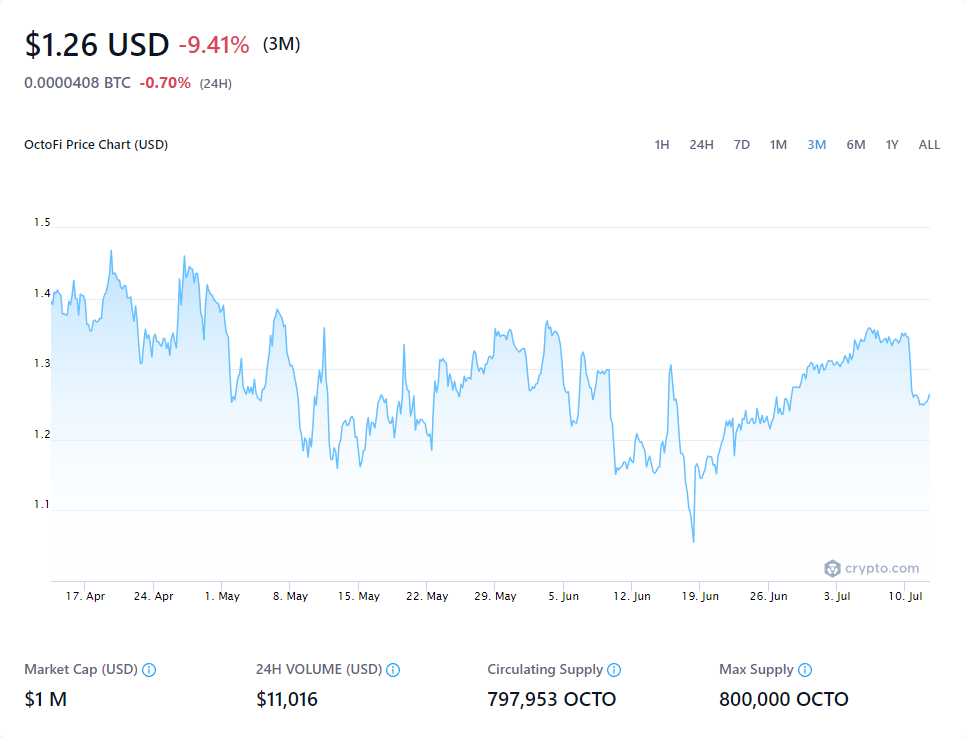 $1.26 USD -9.41% (3M)
0.0000408 BTC -0.70% (24H)
OctoFi Price Chart (USD) 1H 24H 7D 1M 3M 6M 1Y ALL
1.5
1.4
1.3
1.2
1.1
crypto.com
17. Apr 24. Apr 1. May 8. May 15. May 22. May 29. May 5. Jun 12. Jun 19. Jun 26. Jun 3. Jul 10. Jul
Market Cap (USD) 24H VOLUME (USD) Circulating Supply Max Supply
$1 M $11,016 797,953 OCTO 800,000 OCTO